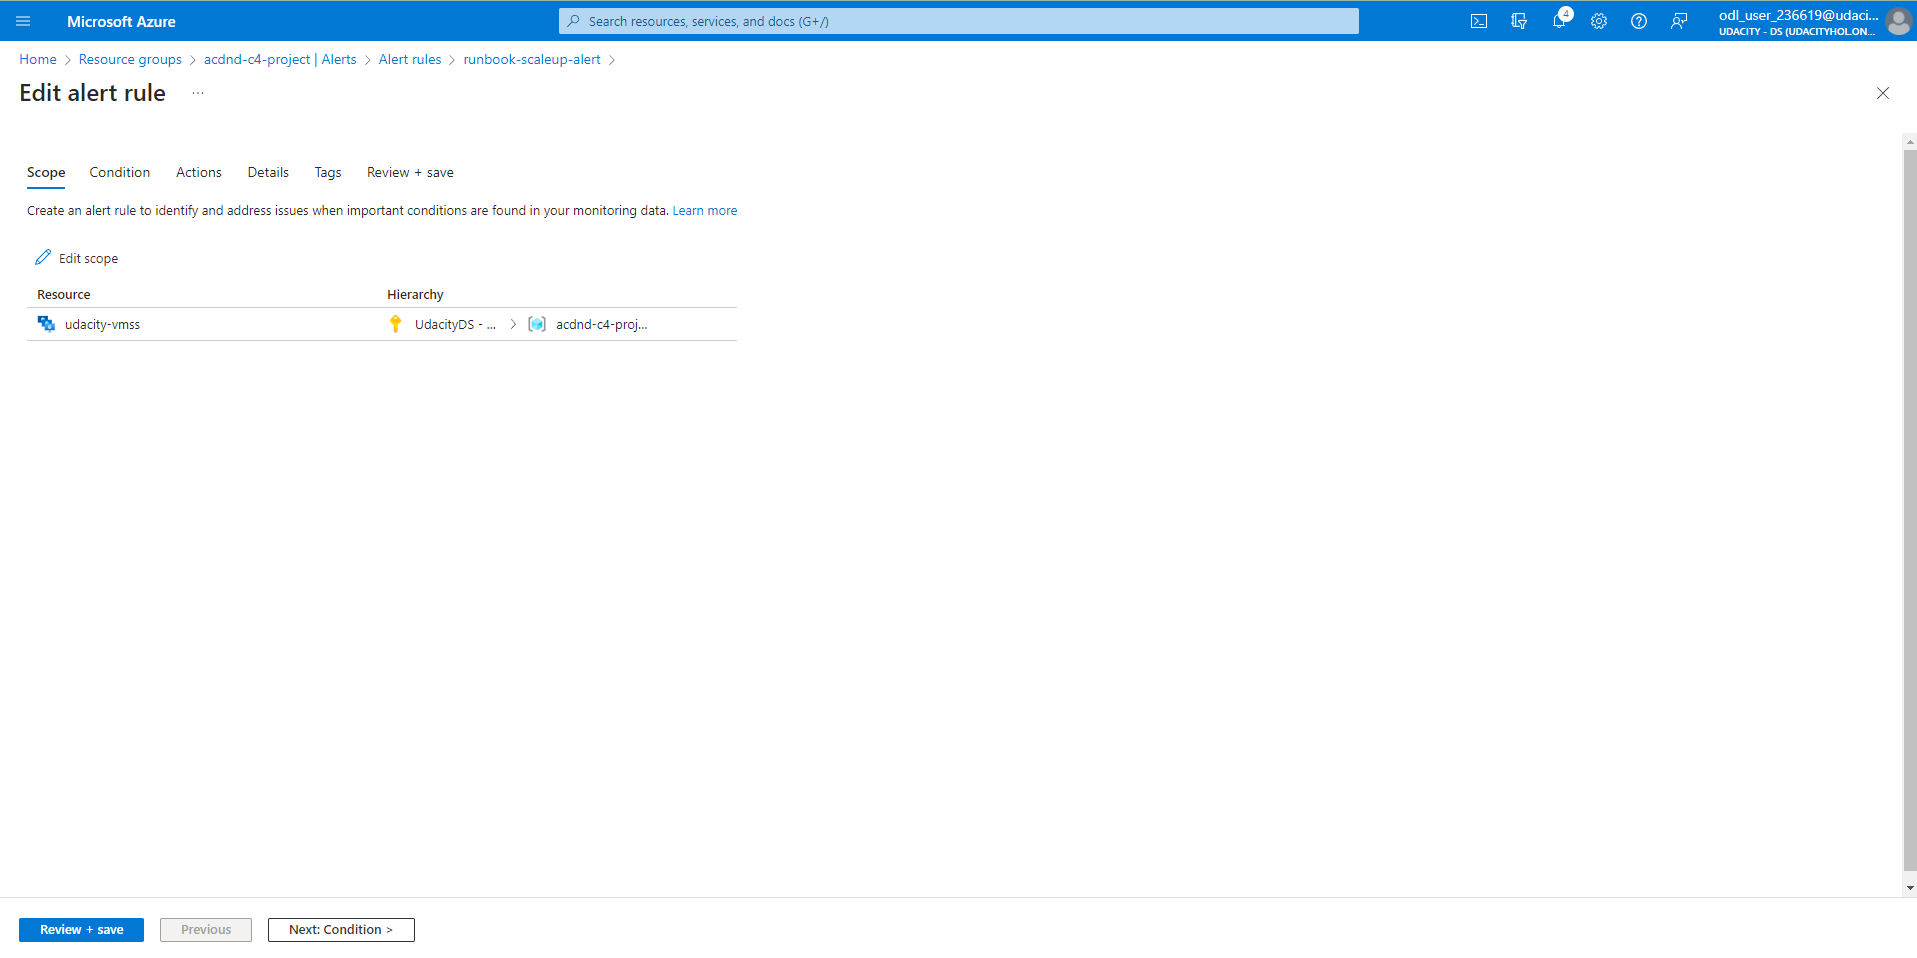 Microsoft Azure
Search resources, services, and docs (G+/)
4
odl_user_236619@udaci...
UDACITY - DS (UDACITYHOL.ON...
Home > Resource groups > acdnd-c4-project | Alerts > Alert rules > runbook-scaleup-alert >
Edit alert rule ...
Scope Condition Actions Details Tags Review + save
Create an alert rule to identify and address issues when important conditions are found in your monitoring data. Learn more
Edit scope
Resource Hierarchy
udacity-vmss UdacityDS - ... > acdnd-c4-proj...
Review + save Previous Next: Condition >